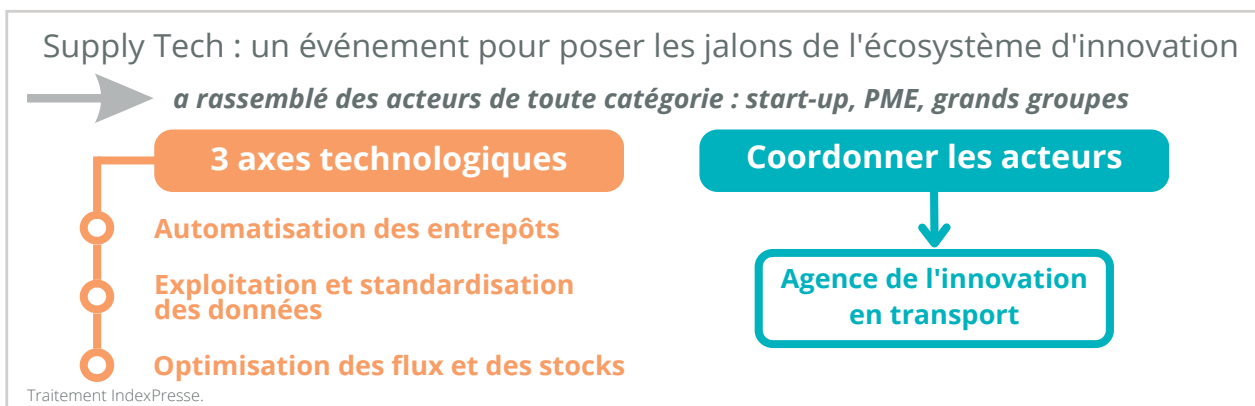 Supply Tech : un événement pour poser les jalons de l'écosystème d'innovation
a rassemblé des acteurs de toute catégorie : start-up, PME, grands groupes
3 axes technologiques
Automatisation des entrepôts
Exploitation et standardisation
des données
Optimisation des flux et des stocks
Coordonner les acteurs
Agence de l'innovation
en transport
Traitement IndexPresse.